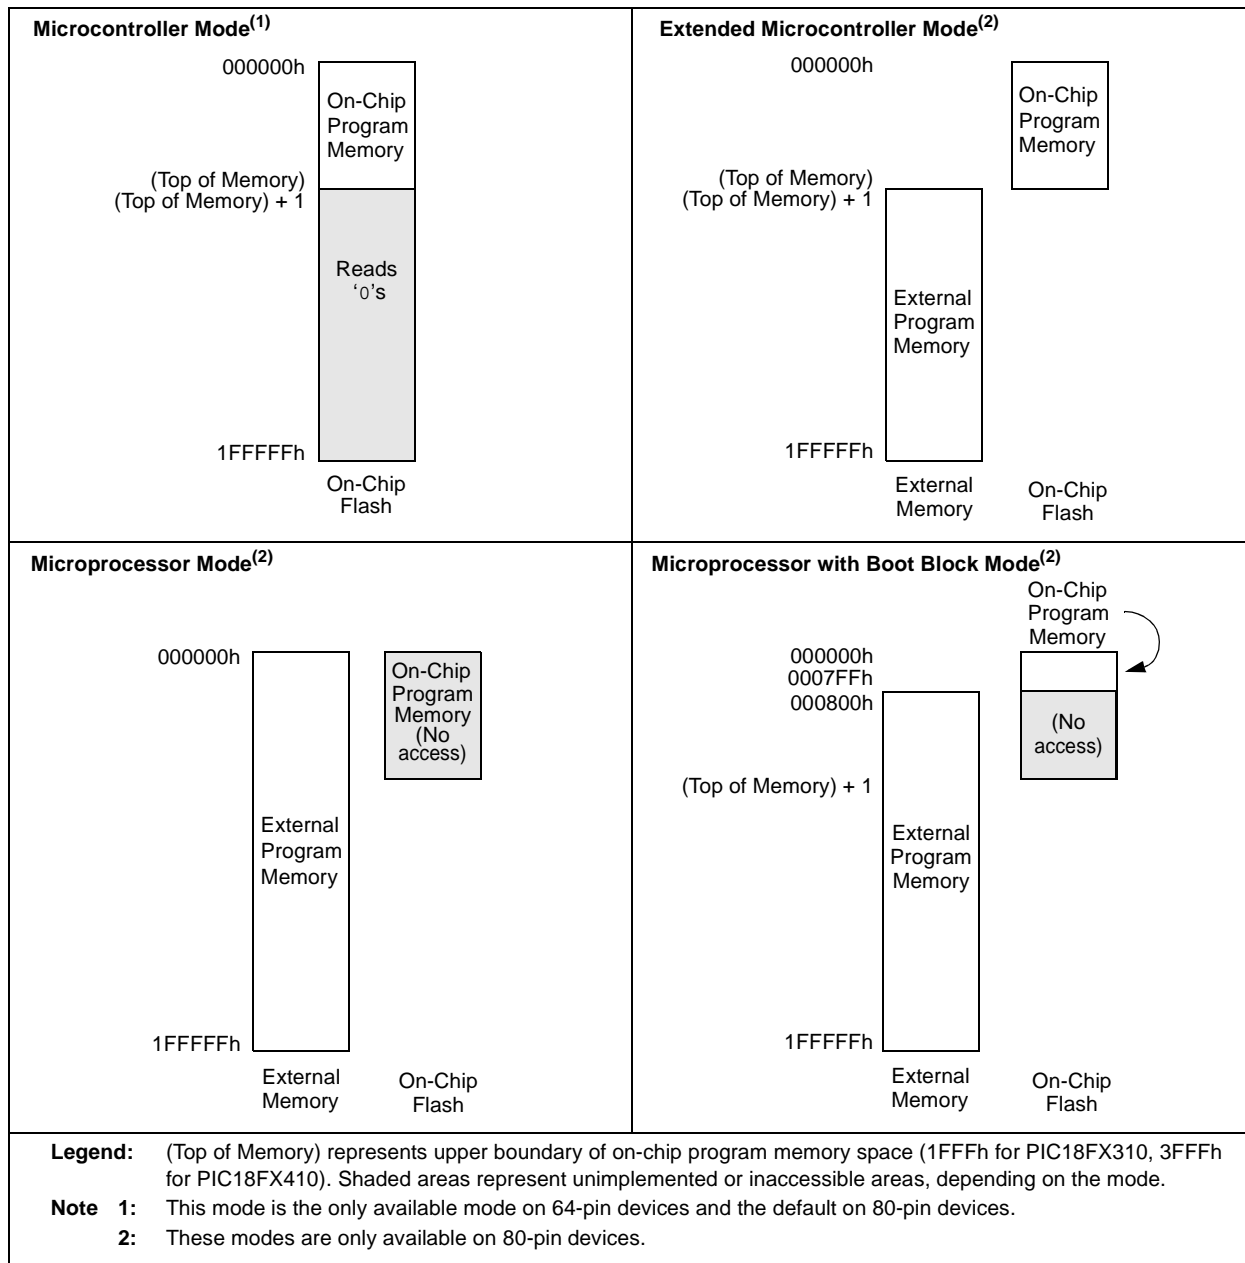 Microcontroller Mode(1)
000000h
On-Chip
Program
Memory
(Top of Memory)
(Top of Memory) + 1
Reads
‘0’s
1FFFFFh
On-Chip
Flash
Extended Microcontroller Mode(2)
000000h
On-Chip
Program
Memory
(Top of Memory)
(Top of Memory) + 1
External
Program
Memory
1FFFFFh
External
Memory
On-Chip
Flash
Microprocessor Mode(2)
000000h
On-Chip
Program
Memory
(No
access)
External
Program
Memory
1FFFFFh
External
Memory
On-Chip
Flash
Microprocessor with Boot Block Mode(2)
On-Chip
Program
Memory
000000h
0007FFh
000800h
(No
access)
(Top of Memory) + 1
External
Program
Memory
1FFFFFh
External
Memory
On-Chip
Flash
Legend: (Top of Memory) represents upper boundary of on-chip program memory space (1FFFh for PIC18FX310, 3FFFh
for PIC18FX410). Shaded areas represent unimplemented or inaccessible areas, depending on the mode.
Note 1: This mode is the only available mode on 64-pin devices and the default on 80-pin devices.
2: These modes are only available on 80-pin devices.